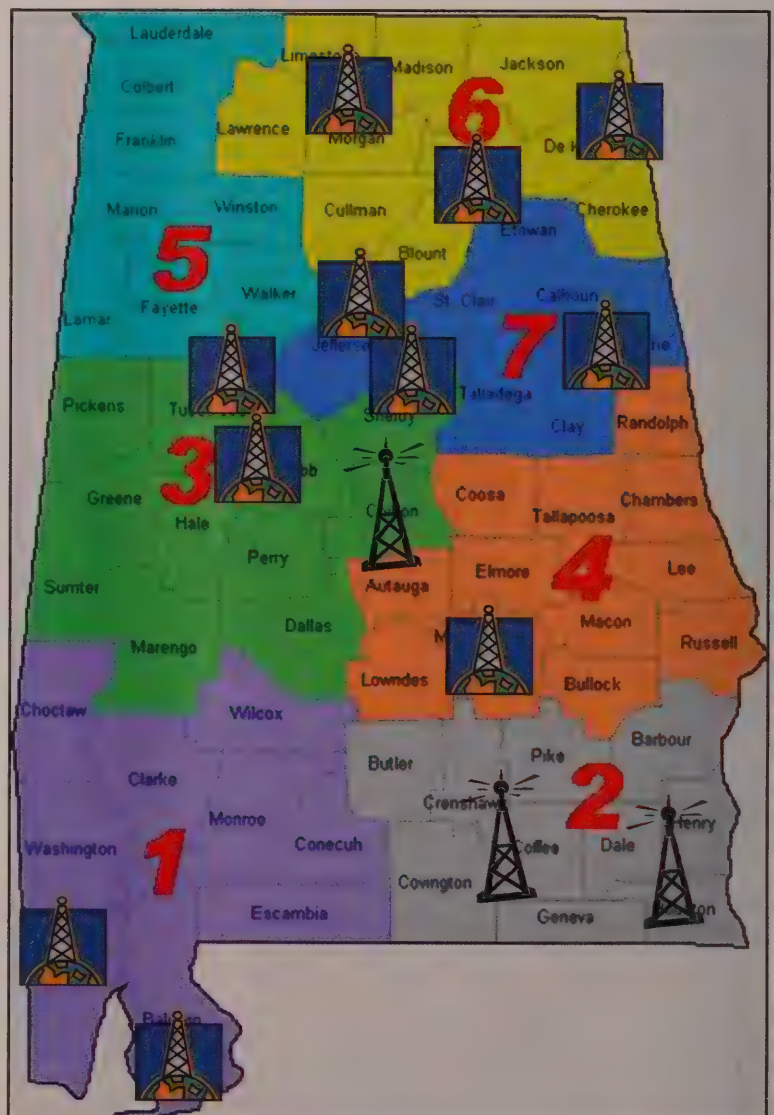 Lauderdale
Madison
Jackson
Colbert
6
Lawrence
Franklin
Morgan
Marion
Winston
Cullman
Cherokee
Etowah
Blount
5
St. Clair
Calhoun
Walker
Fayette
Lamar
7
Pickens
Talladega
Shelby
Clay
Randolph
3
Greene
Hale
Coosa
Tallapoosa
Chambers
Perry
Elmore
4
Lee
Sumter
Autauga
Dallas
Macon
Marengo
Russell
Lowndes
Bullock
Choctaw
Wilcox
Barbour
Butler
Pike
2
Clarke
Crenshaw
Monroe
Henry
Washington
1
Conecuh
Coffee
Dale
Covington
Escambia
Geneva